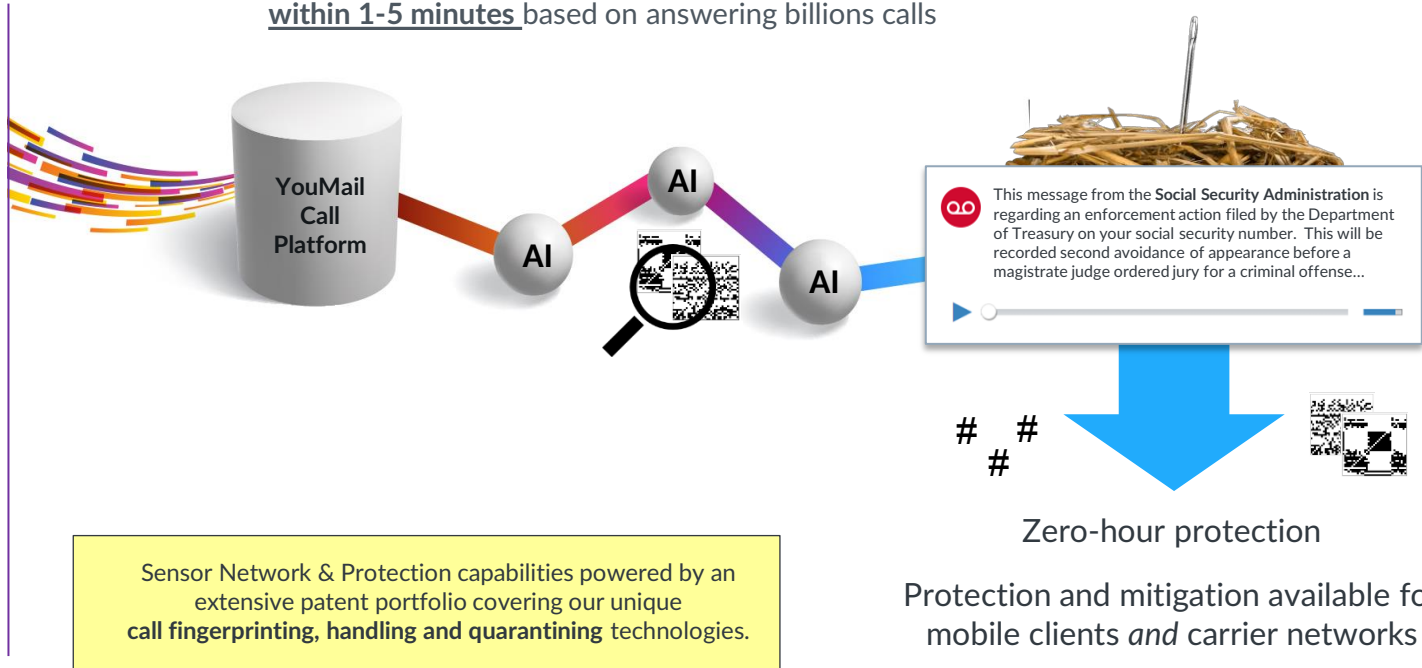 within 1-5 minutes based on answering billions calls
YouMail
Call
Platform
AI
AI
AI
This message from the Social Security Administration is
regarding an enforcement action filed by the Department
of Treasury on your social security number. This will be
recorded second avoidance of appearance before a
magistrate judge ordered jury for a criminal offense...
# #
#
Zero-hour protection
Sensor Network & Protection capabilities powered by an
extensive patent portfolio covering our unique
call fingerprinting, handling and quarantining technologies.
Protection and mitigation available fo
mobile clients and carrier networks